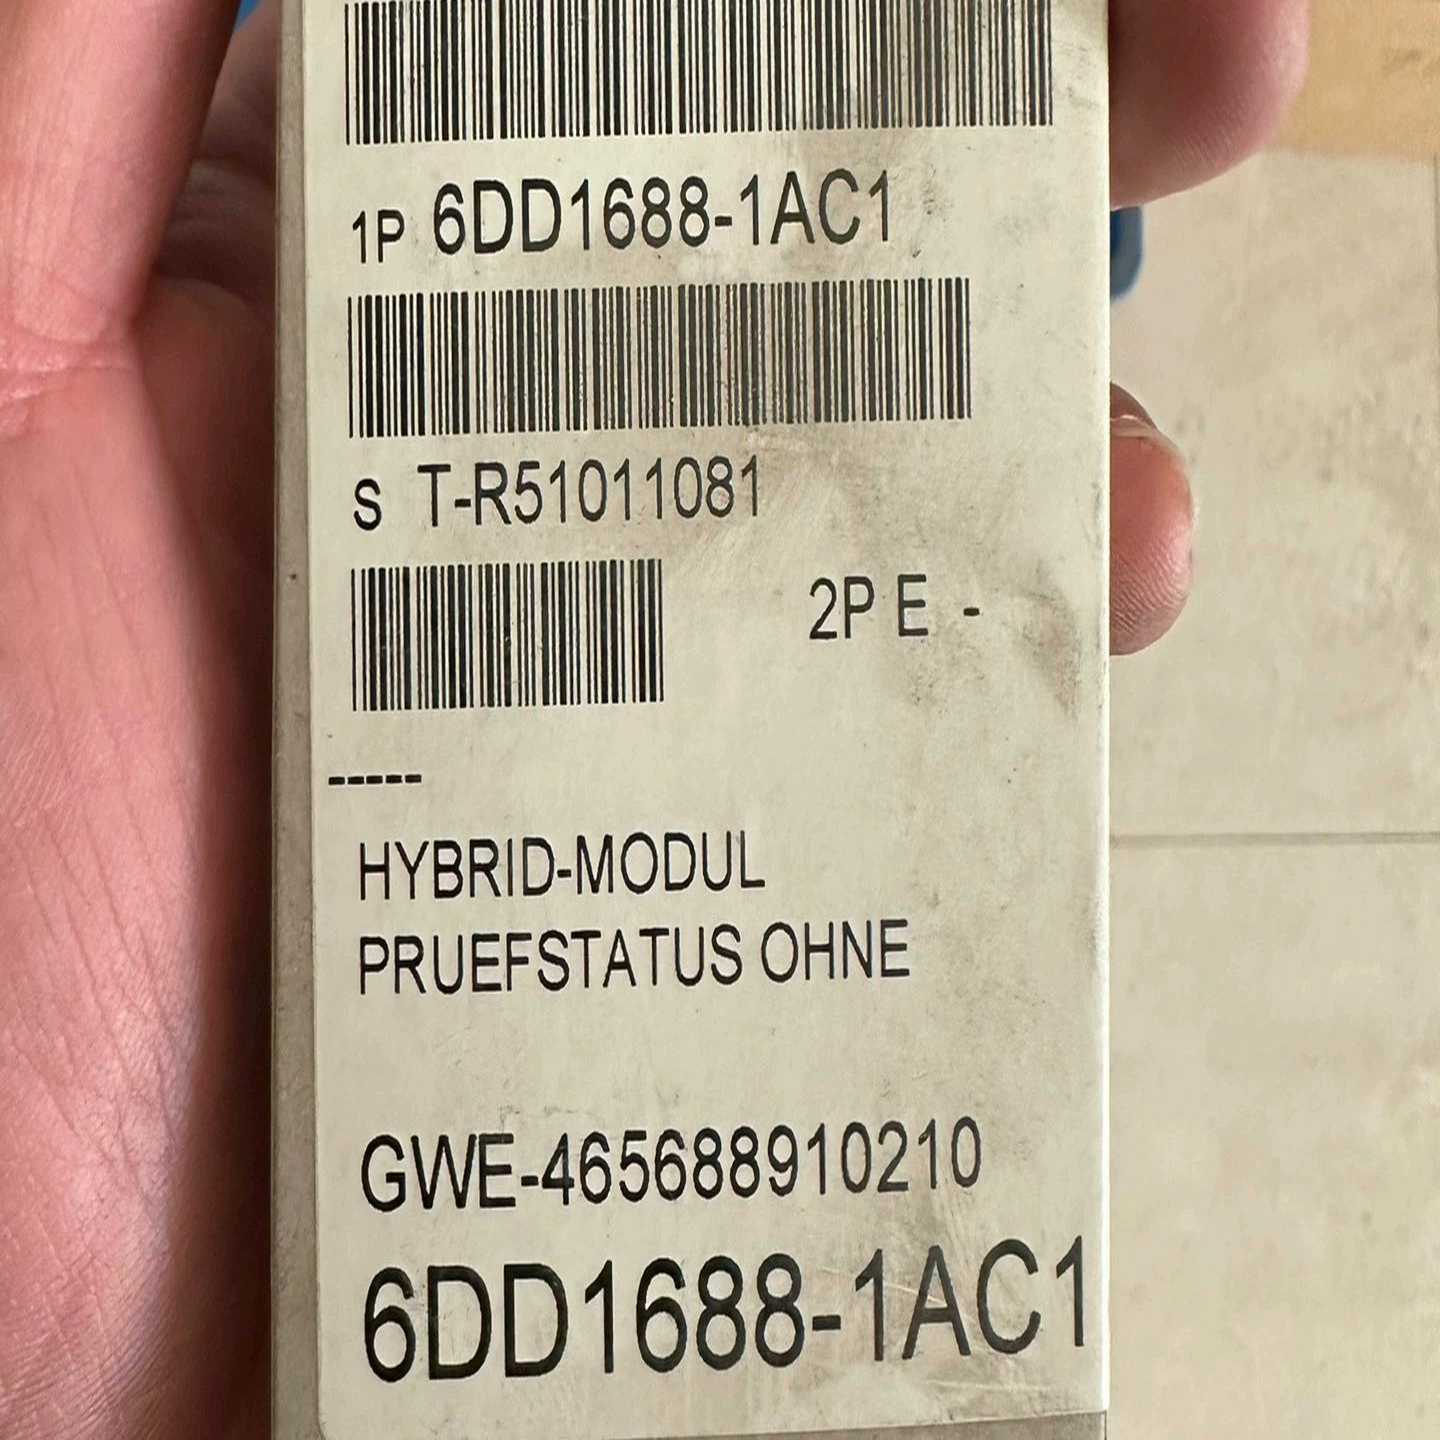 1P 6DD1688-1AC1
S T-R51011081
2P E -
-----
HYBRID-MODUL
PRUEFSTATUS OHNE
GWE-465688910210
6DD1688-1AC1